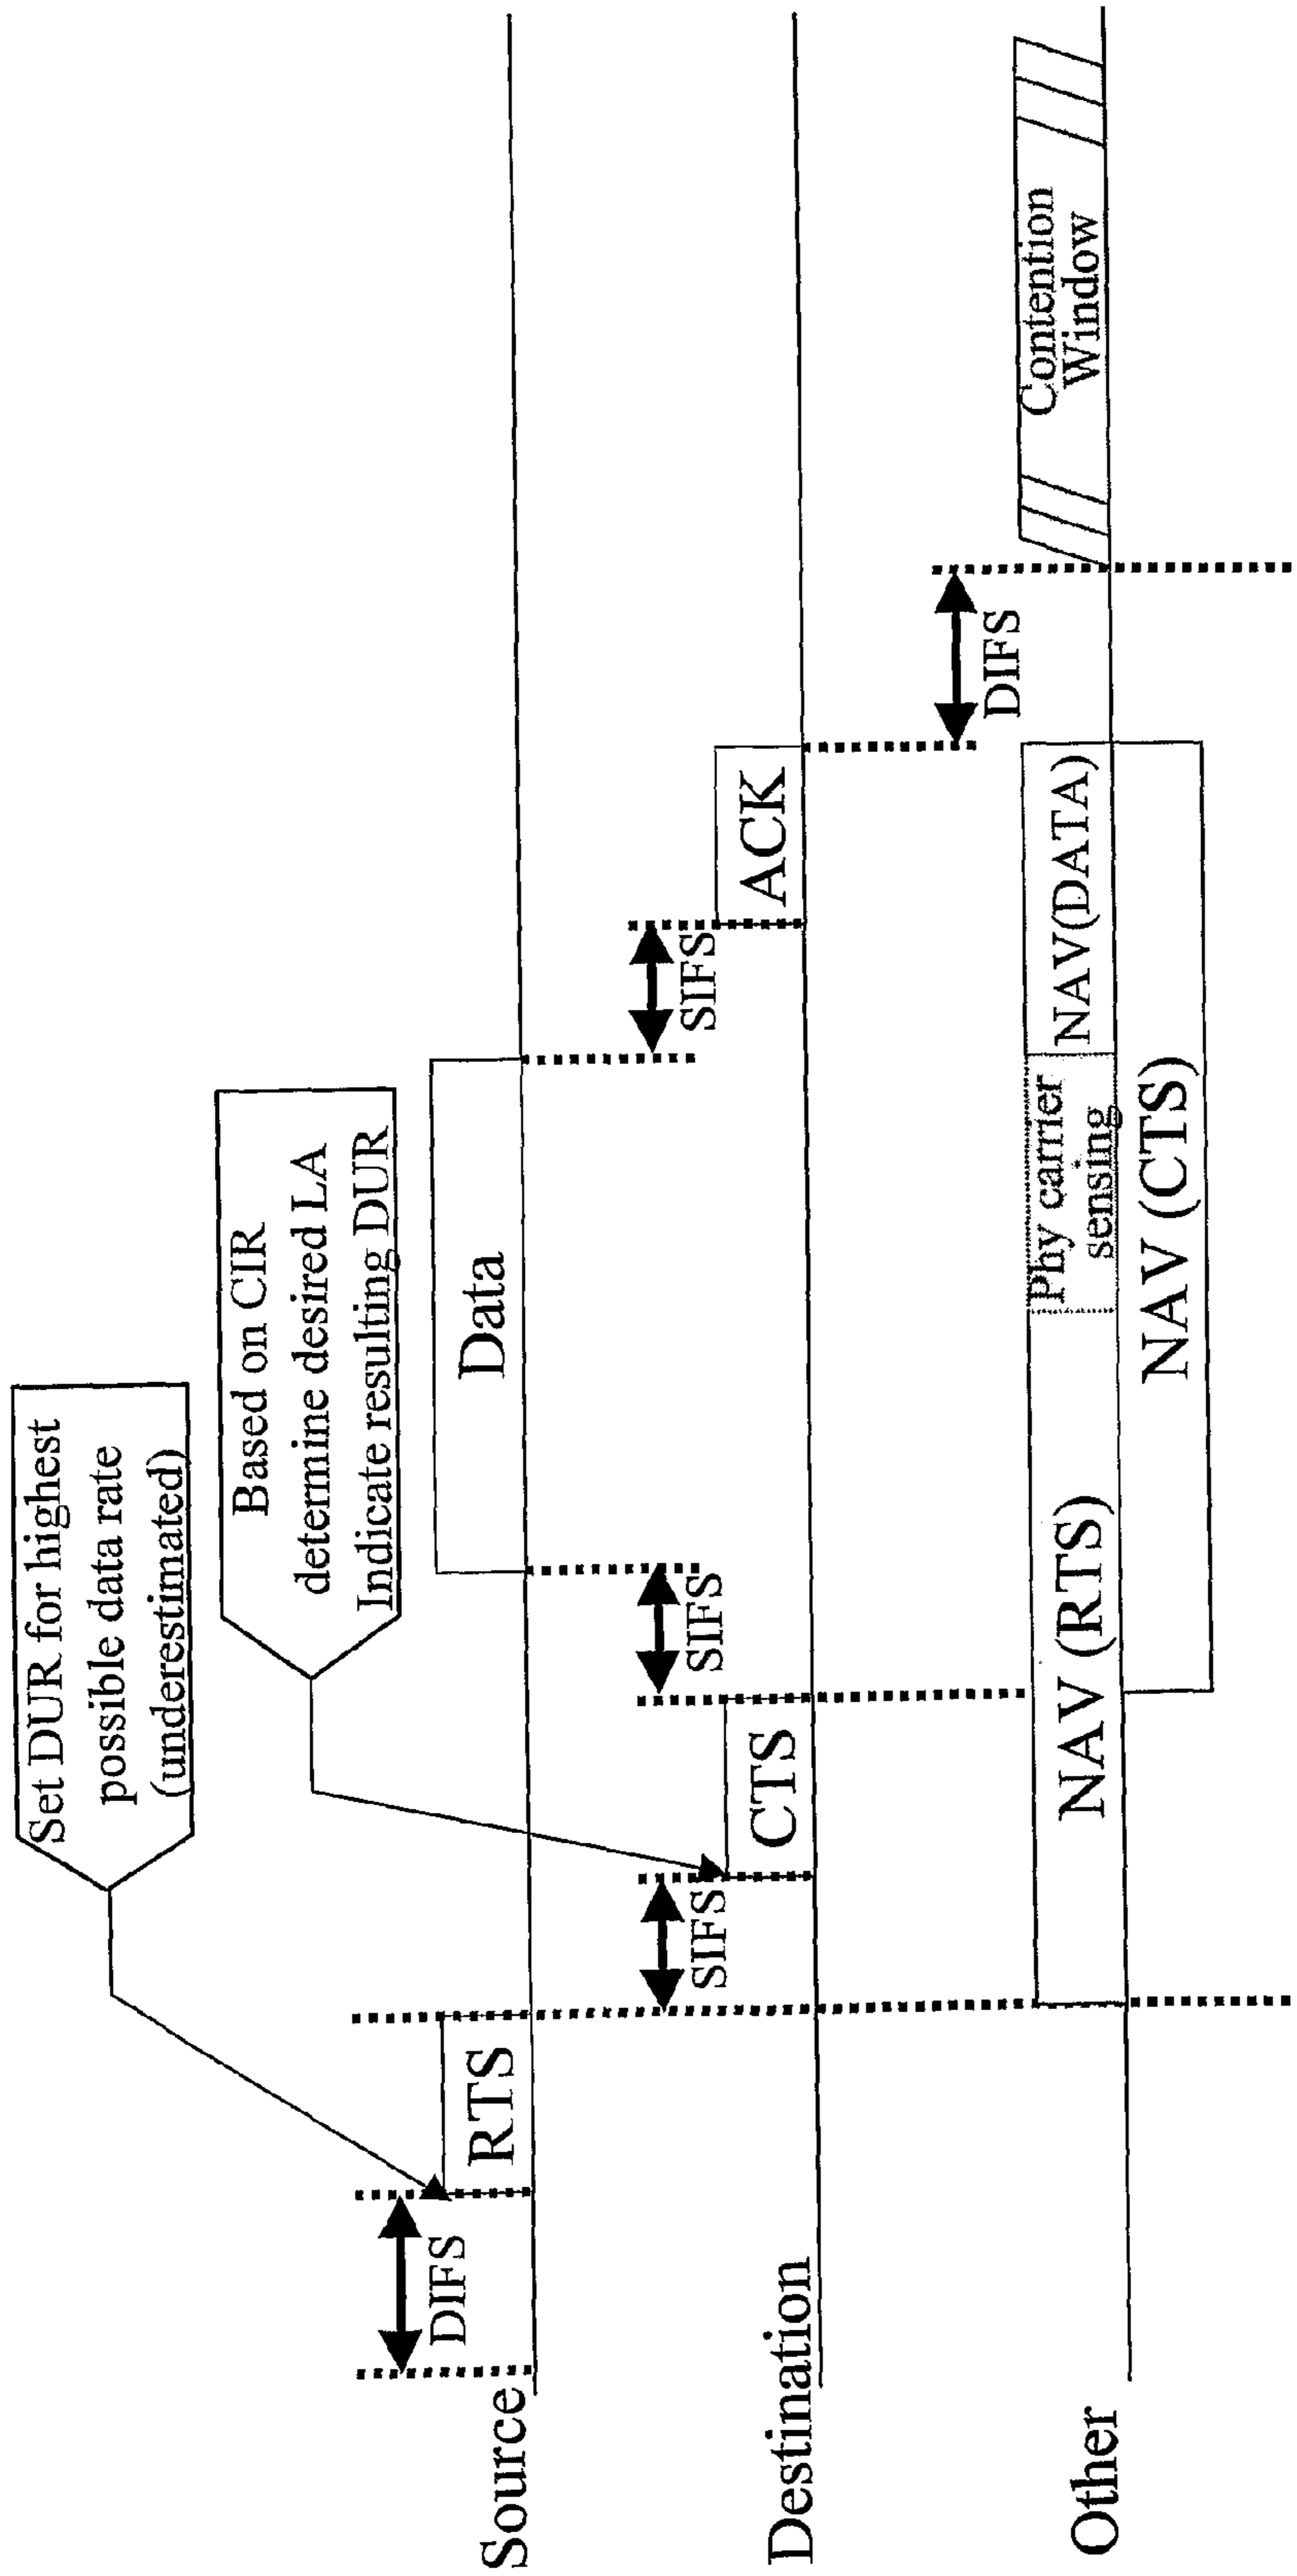 Set DUR for highest
possible data rate
(underestimated)
Based on CIR
determine desired LA
Indicate resulting DUR
Source
DIFS
RTS
Data
Destination
SIFS
CTS
SIFS
SIFS
ACK
DIFS
Other
NAV (RTS)
Phy carrier
sensing
NAV(DATA)
NAV (CTS)
Contention
Window